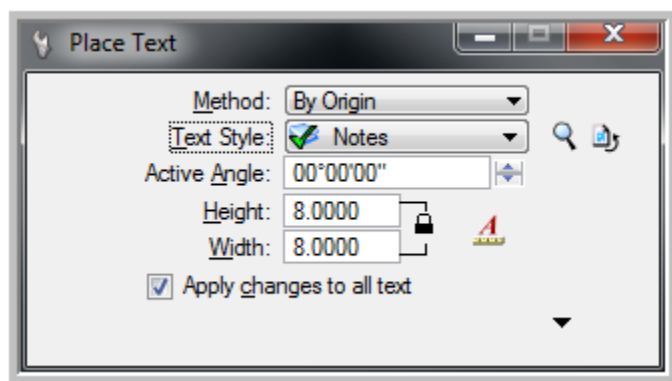 Place Text
Method: By Origin
Text Style: Notes
Active Angle: 00°00'00"
Height: 8.0000
Width: 8.0000
Apply changes to all text